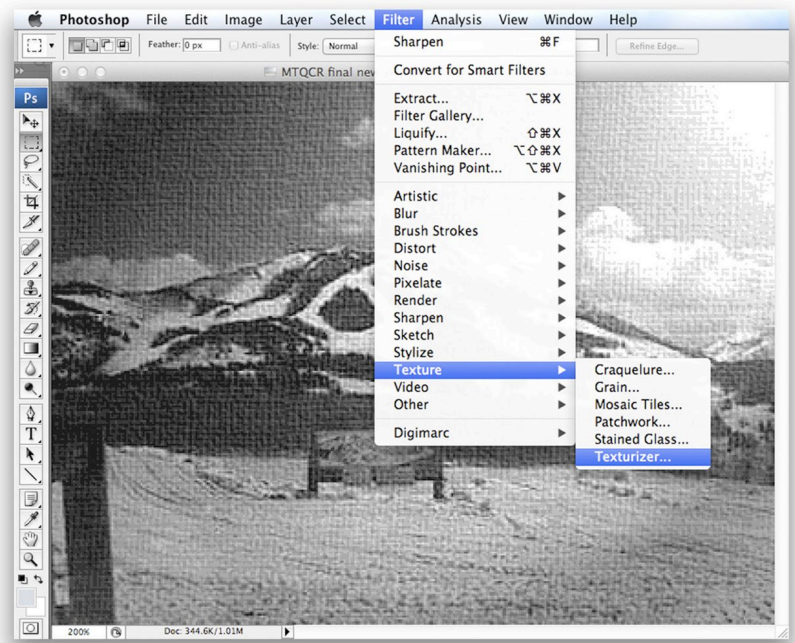 Photoshop File Edit Image Layer Select Filter Analysis View Window Help
Feather: 0 px Anti-alias Style: Normal Refine Edge...
MTQCR final new
Ps
Sharpen ⌘F
Convert for Smart Filters
Extract... ⌥⌘X
Filter Gallery...
Liquify... ⇧⌘X
Pattern Maker... ⌥⇧⌘X
Vanishing Point... ⌥⌘V
Artistic
Blur
Brush Strokes
Distort
Noise
Pixelate
Render
Sharpen
Sketch
Stylize
Texture
Video
Other
Digimarc
Craquelure...
Grain...
Mosaic Tiles...
Patchwork...
Stained Glass...
Texturizer...
T
200% Doc: 344.6K/1.01M